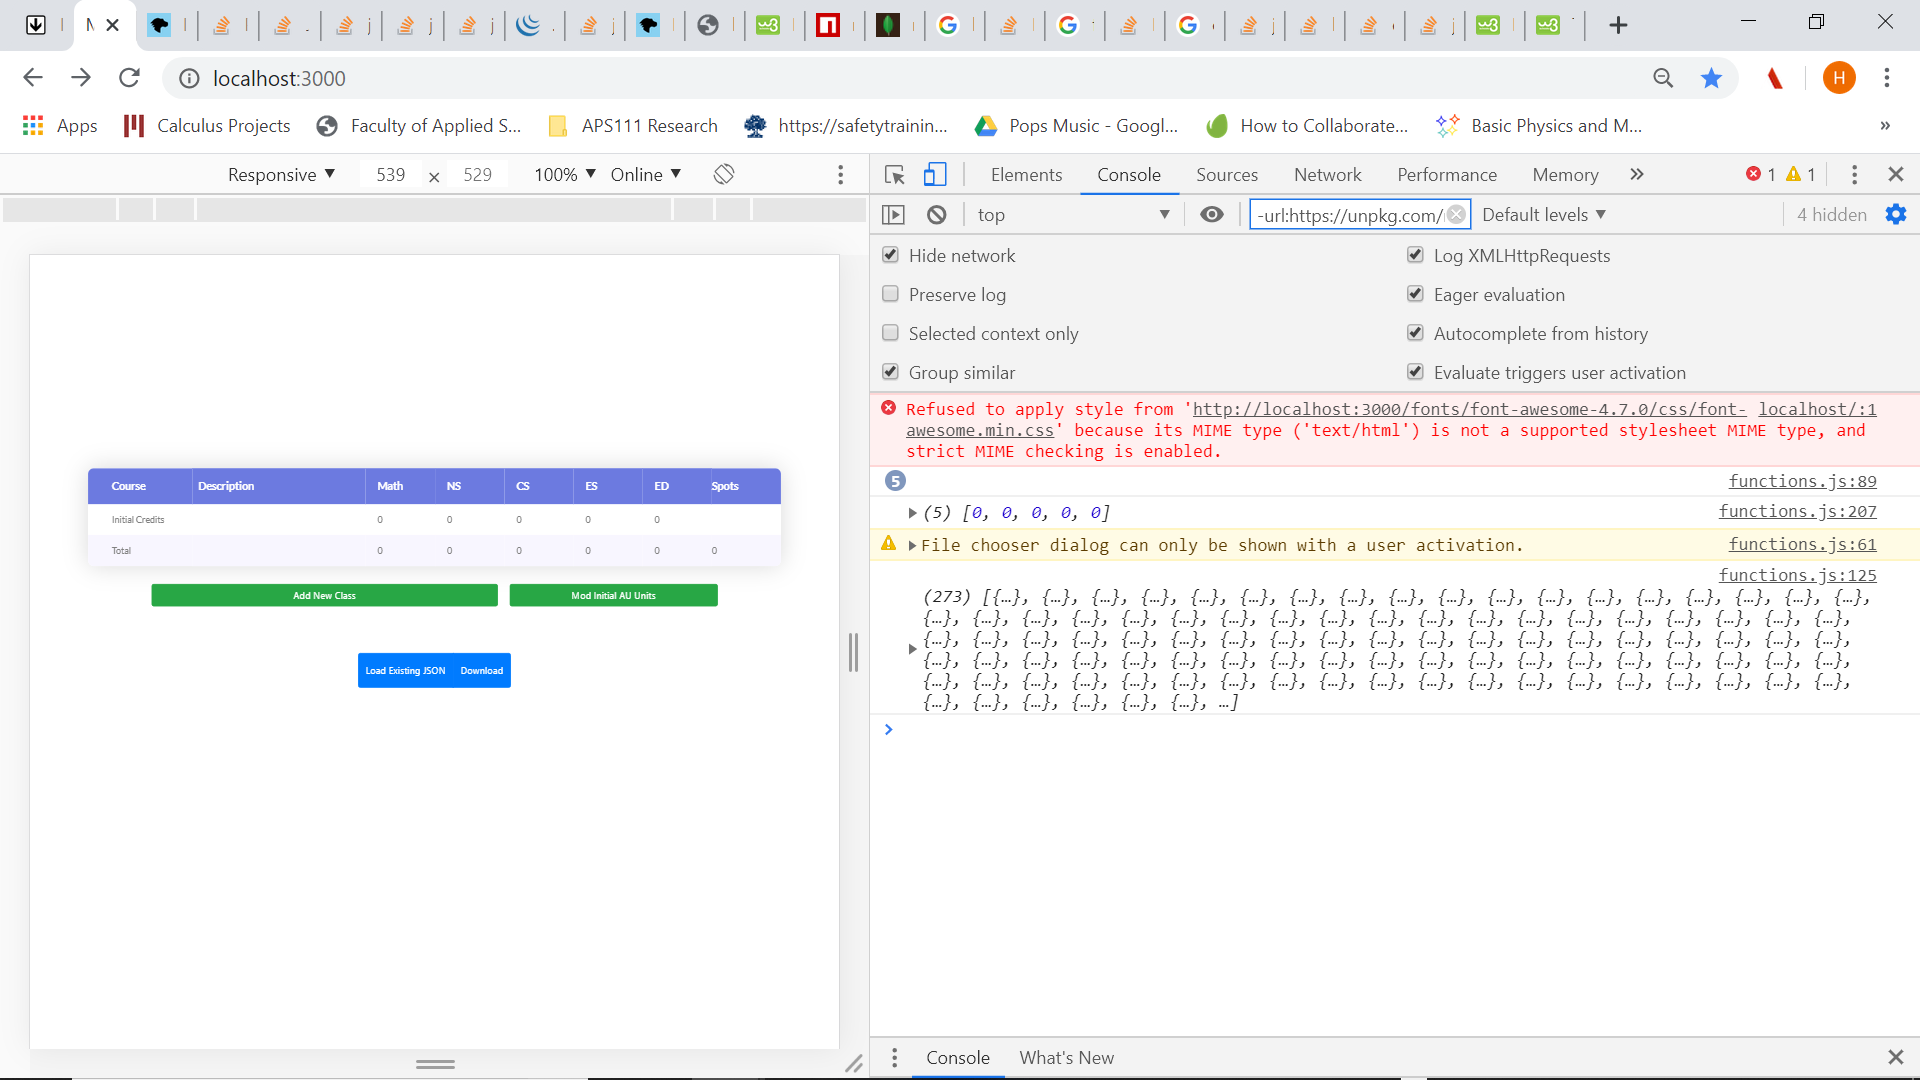 M
localhost:3000
H
Apps
Calculus Projects
Faculty of Applied S...
APS111 Research
https://safetytrainin...
Pops Music - Googl...
How to Collaborate...
Basic Physics and M...
»
Responsive ▼
539 × 529
100% ▼
Online ▼
Elements
Console
Sources
Network
Performance
Memory
»
1
1
top
-url:https://unpkg.com/
Default levels ▼
4 hidden
Hide network
Log XMLHttpRequests
Preserve log
Eager evaluation
Selected context only
Autocomplete from history
Group similar
Evaluate triggers user activation
Refused to apply style from 'http://localhost:3000/fonts/font- localhost/:1
awesome.min.css' because its MIME type ('text/html') is not a supported stylesheet MIME type, and
strict MIME checking is enabled.
5 functions.js:89
(5) [0, 0, 0, 0, 0] functions.js:207
File chooser dialog can only be shown with a user activation. functions.js:61
functions.js:125
(273) [{…}, {…}, {…}, {…}, {…}, {…}, {…}, {…}, {…}, {…}, {…}, {…}, {…}, {…}, {…}, {…}, {…}, {…},
{…}, {…}, {…}, {…}, {…}, {…}, {…}, {…}, {…}, {…}, {…}, {…}, {…}, {…}, {…}, {…}, {…}, {…}, {…},
{…}, {…}, {…}, {…}, {…}, {…}, {…}, {…}, {…}, {…}, {…}, {…}, {…}, {…}, {…}, {…}, {…}, {…}, {…},
{…}, {…}, {…}, {…}, {…}, {…}, {…}, {…}, {…}, {…}, {…}, {…}, {…}, {…}, {…}, {…}, {…}, {…}, {…},
{…}, {…}, {…}, {…}, {…}, {…}, {…}, {…}, {…}, {…}, {…}, {…}, {…}, {…}, {…}, {…}, {…}, {…}, {…},
{…}, {…}, {…}, {…}, {…}, {…}, …]
Course Description Math NS CS ES ED Spots
Initial Credits 0 0 0 0 0
Total 0 0 0 0 0 0
Add New Class
Mod Initial AU Units
Load Existing JSON
Download
Console
What's New